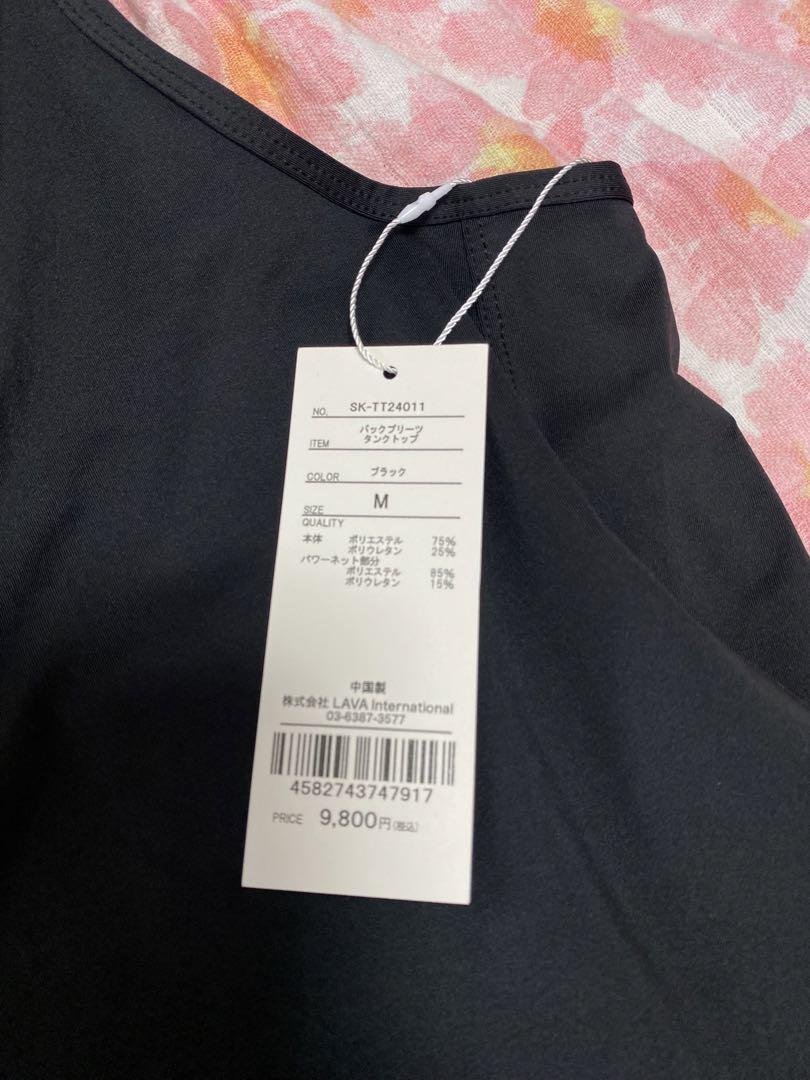 NO. SK-TT24011
ITEM バックプリーツ
タンクトップ
COLOR ブラック
SIZE M
QUALITY
本体 ポリエステル 75%
ポリウレタン 25%
パワーネット部分
ポリエステル 85%
ポリウレタン 15%
中国製
株式会社 LAVA International
03-6387-3577
4582743747917
PRICE 9,800円(税込)